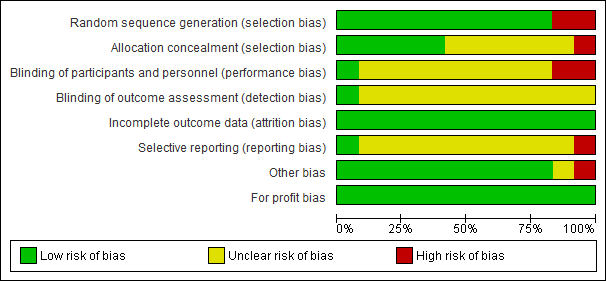 Random sequence generation (selection bias)
Allocation concealment (selection bias)
Blinding of participants and personnel (performance bias)
Blinding of outcome assessment (detection bias)
Incomplete outcome data (attrition bias)
Selective reporting (reporting bias)
Other bias
For profit bias
0% 25% 50% 75% 100%
Low risk of bias Unclear risk of bias High risk of bias